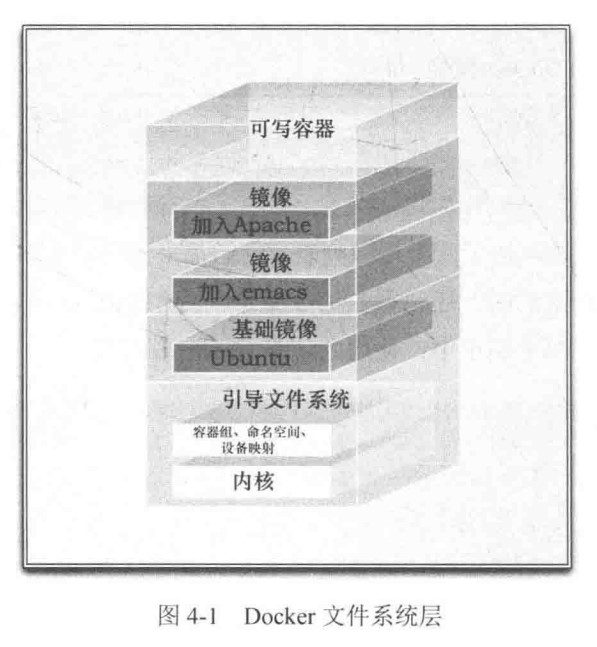 可写容器
镜像
加入Apache
镜像
加入emacs
基础镜像
Ubuntu
引导文件系统
容器组、命名空间、
设备映射
内核
图 4-1 Docker 文件系统层